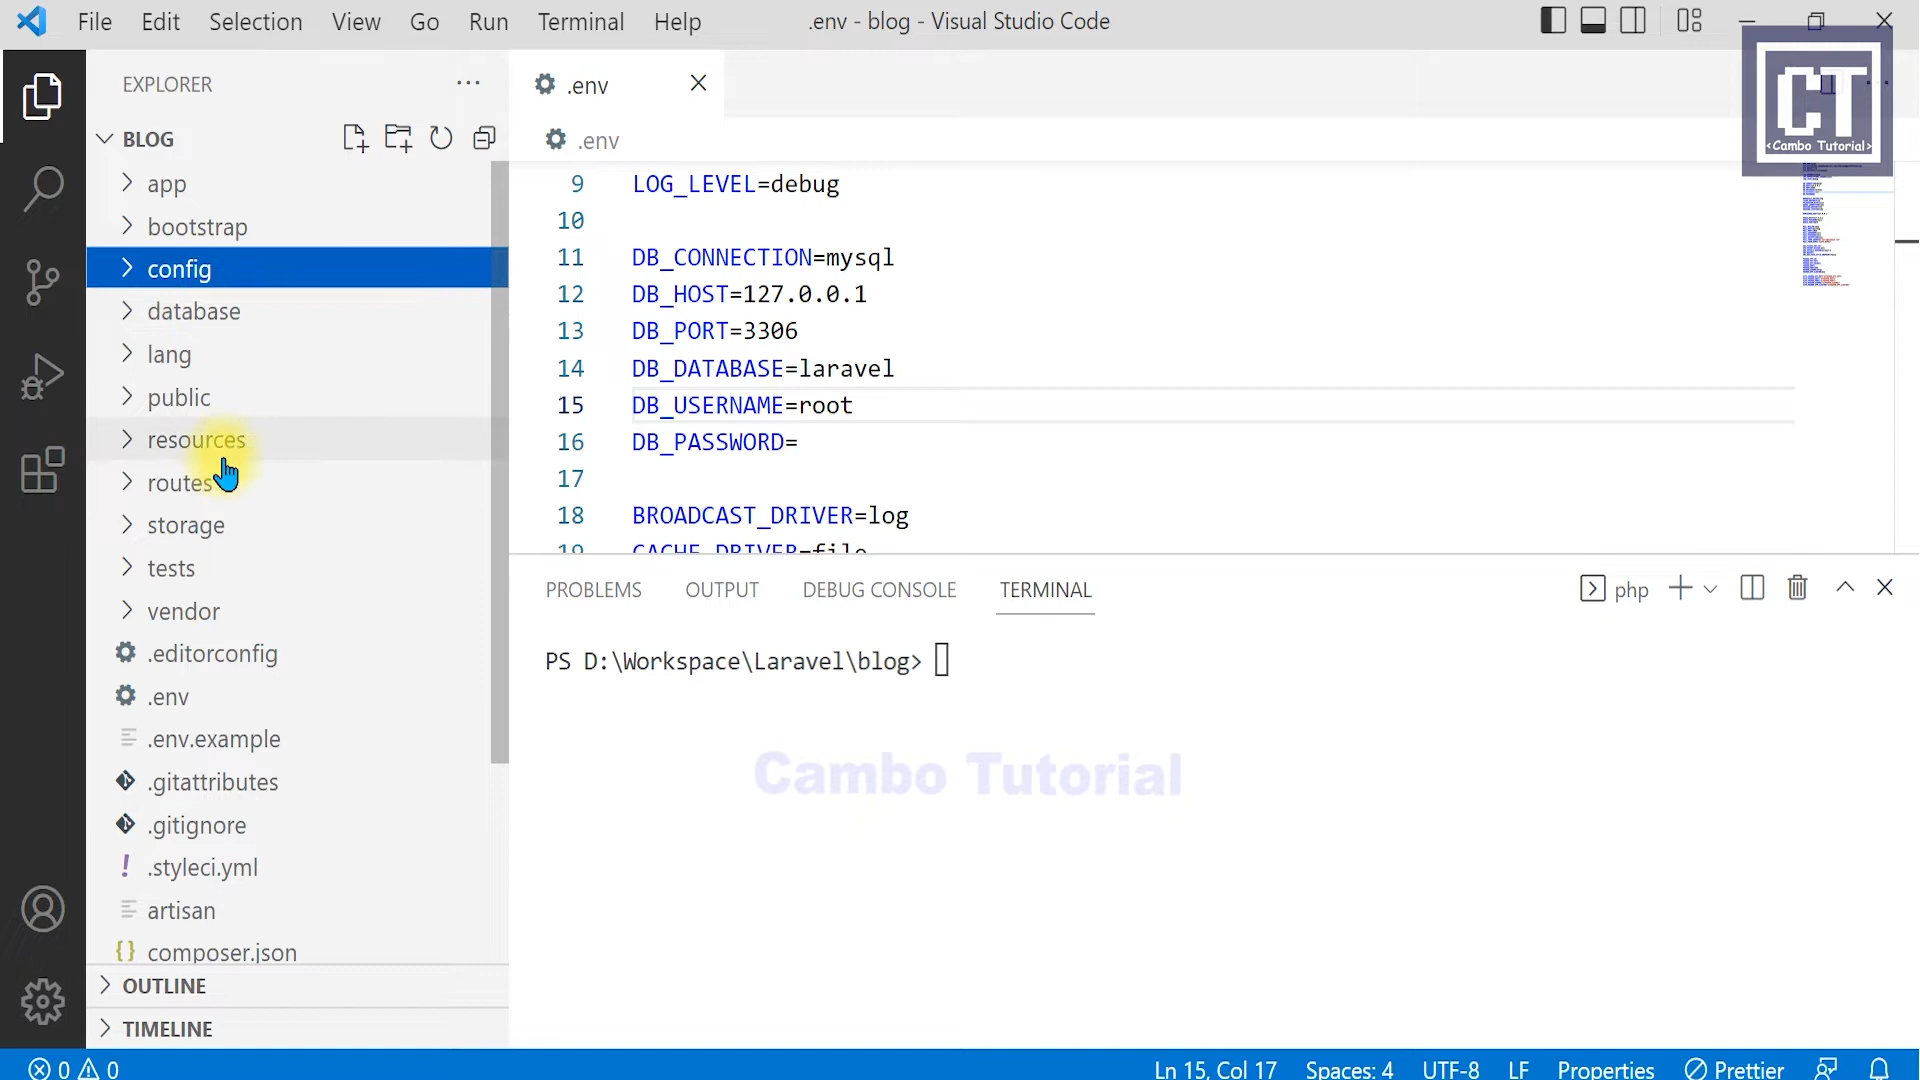 File Edit Selection View Go Run Terminal Help .env - blog - Visual Studio Code
EXPLORER
BLOG
app
bootstrap
config
database
lang
public
resources
routes
storage
tests
vendor
.editorconfig
.env
.env.example
.gitattributes
.gitignore
.styleci.yml
artisan
composer.json
OUTLINE
TIMELINE
.env
.env
9 LOG_LEVEL=debug
10
11 DB_CONNECTION=mysql
12 DB_HOST=127.0.0.1
13 DB_PORT=3306
14 DB_DATABASE=laravel
15 DB_USERNAME=root
16 DB_PASSWORD=
17
18 BROADCAST_DRIVER=log
19 CACHE_DRIVER=file
CT
<Cambo Tutorial>
PROBLEMS OUTPUT DEBUG CONSOLE TERMINAL php
PS D:\Workspace\Laravel\blog>
Cambo Tutorial
0 0 Ln 15, Col 17 Spaces: 4 UTF-8 LF Properties Prettier